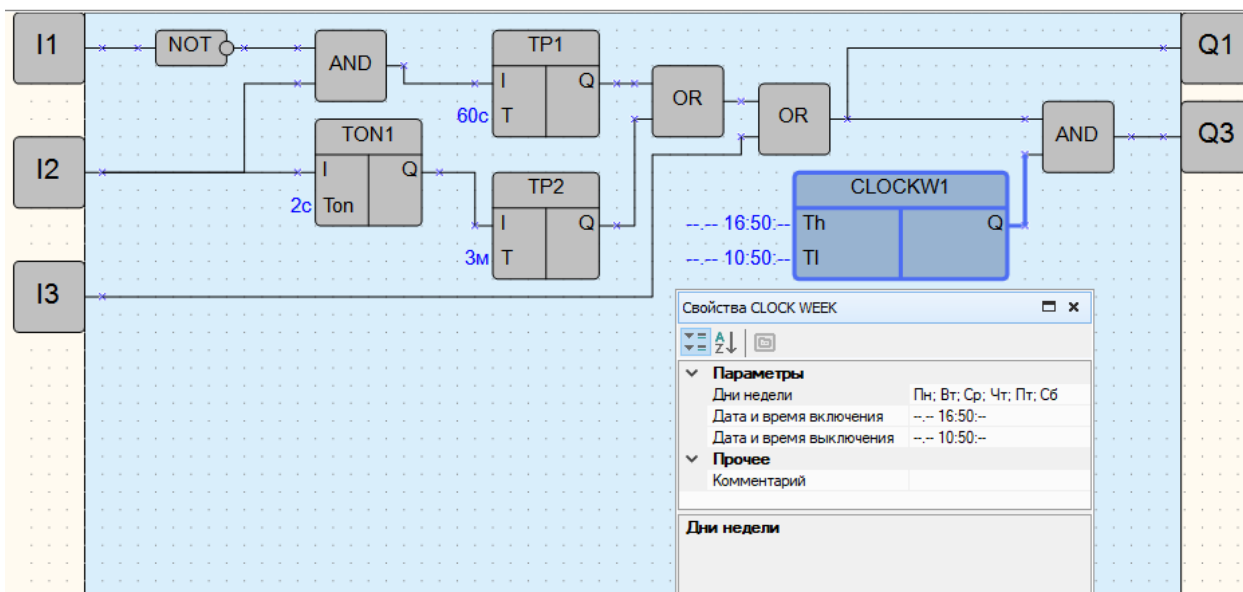 I1
NOT
AND
TP1
I
Q
60с
T
OR
OR
Q1
AND
Q3
I2
TON1
I
Q
2с
Ton
TP2
I
Q
3м
T
CLOCKW1
--.-- 16:50:--
Th
Q
--.-- 10:50:--
Tl
I3
Свойства CLOCK WEEK
A
Z
Параметры
Дни недели
Пн; Вт; Ср; Чт; Пт; Сб
Дата и время включения
--.-- 16:50:--
Дата и время выключения
--.-- 10:50:--
Прочее
Комментарий
Дни недели